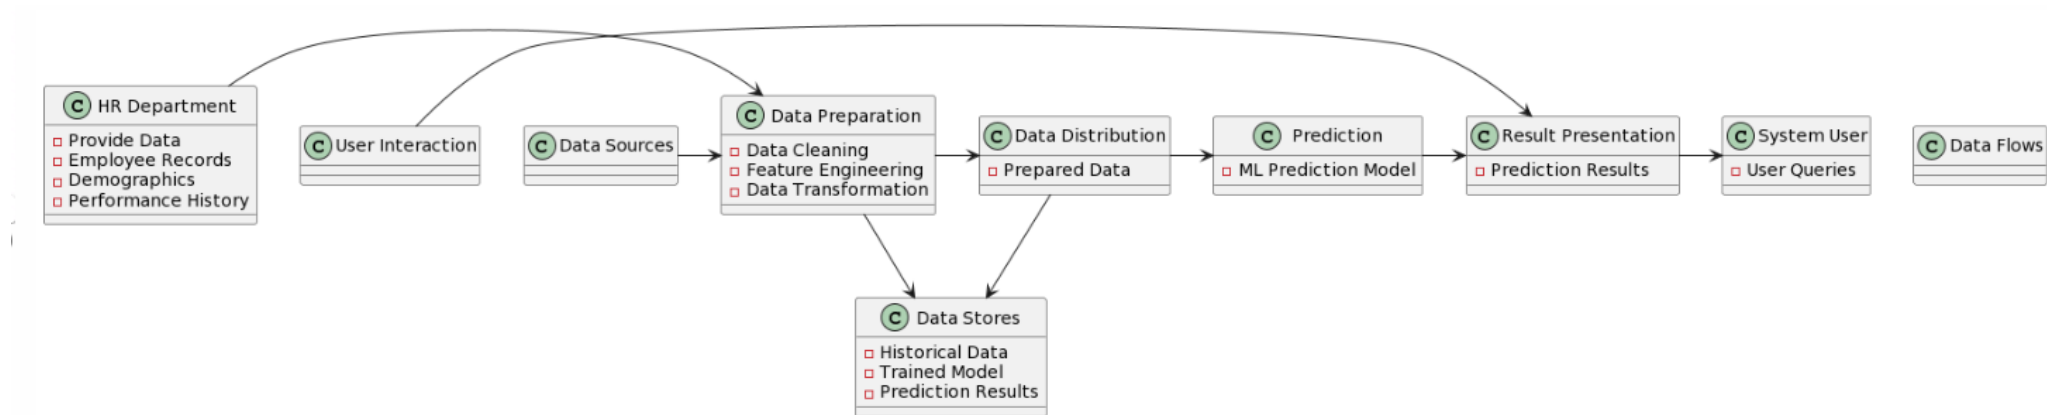 C HR Department
Provide Data
Employee Records
Demographics
Performance History
C User Interaction
C Data Sources
C Data Preparation
Data Cleaning
Feature Engineering
Data Transformation
C Data Distribution
Prepared Data
C Prediction
ML Prediction Model
C Result Presentation
Prediction Results
C System User
User Queries
C Data Flows
C Data Stores
Historical Data
Trained Model
Prediction Results